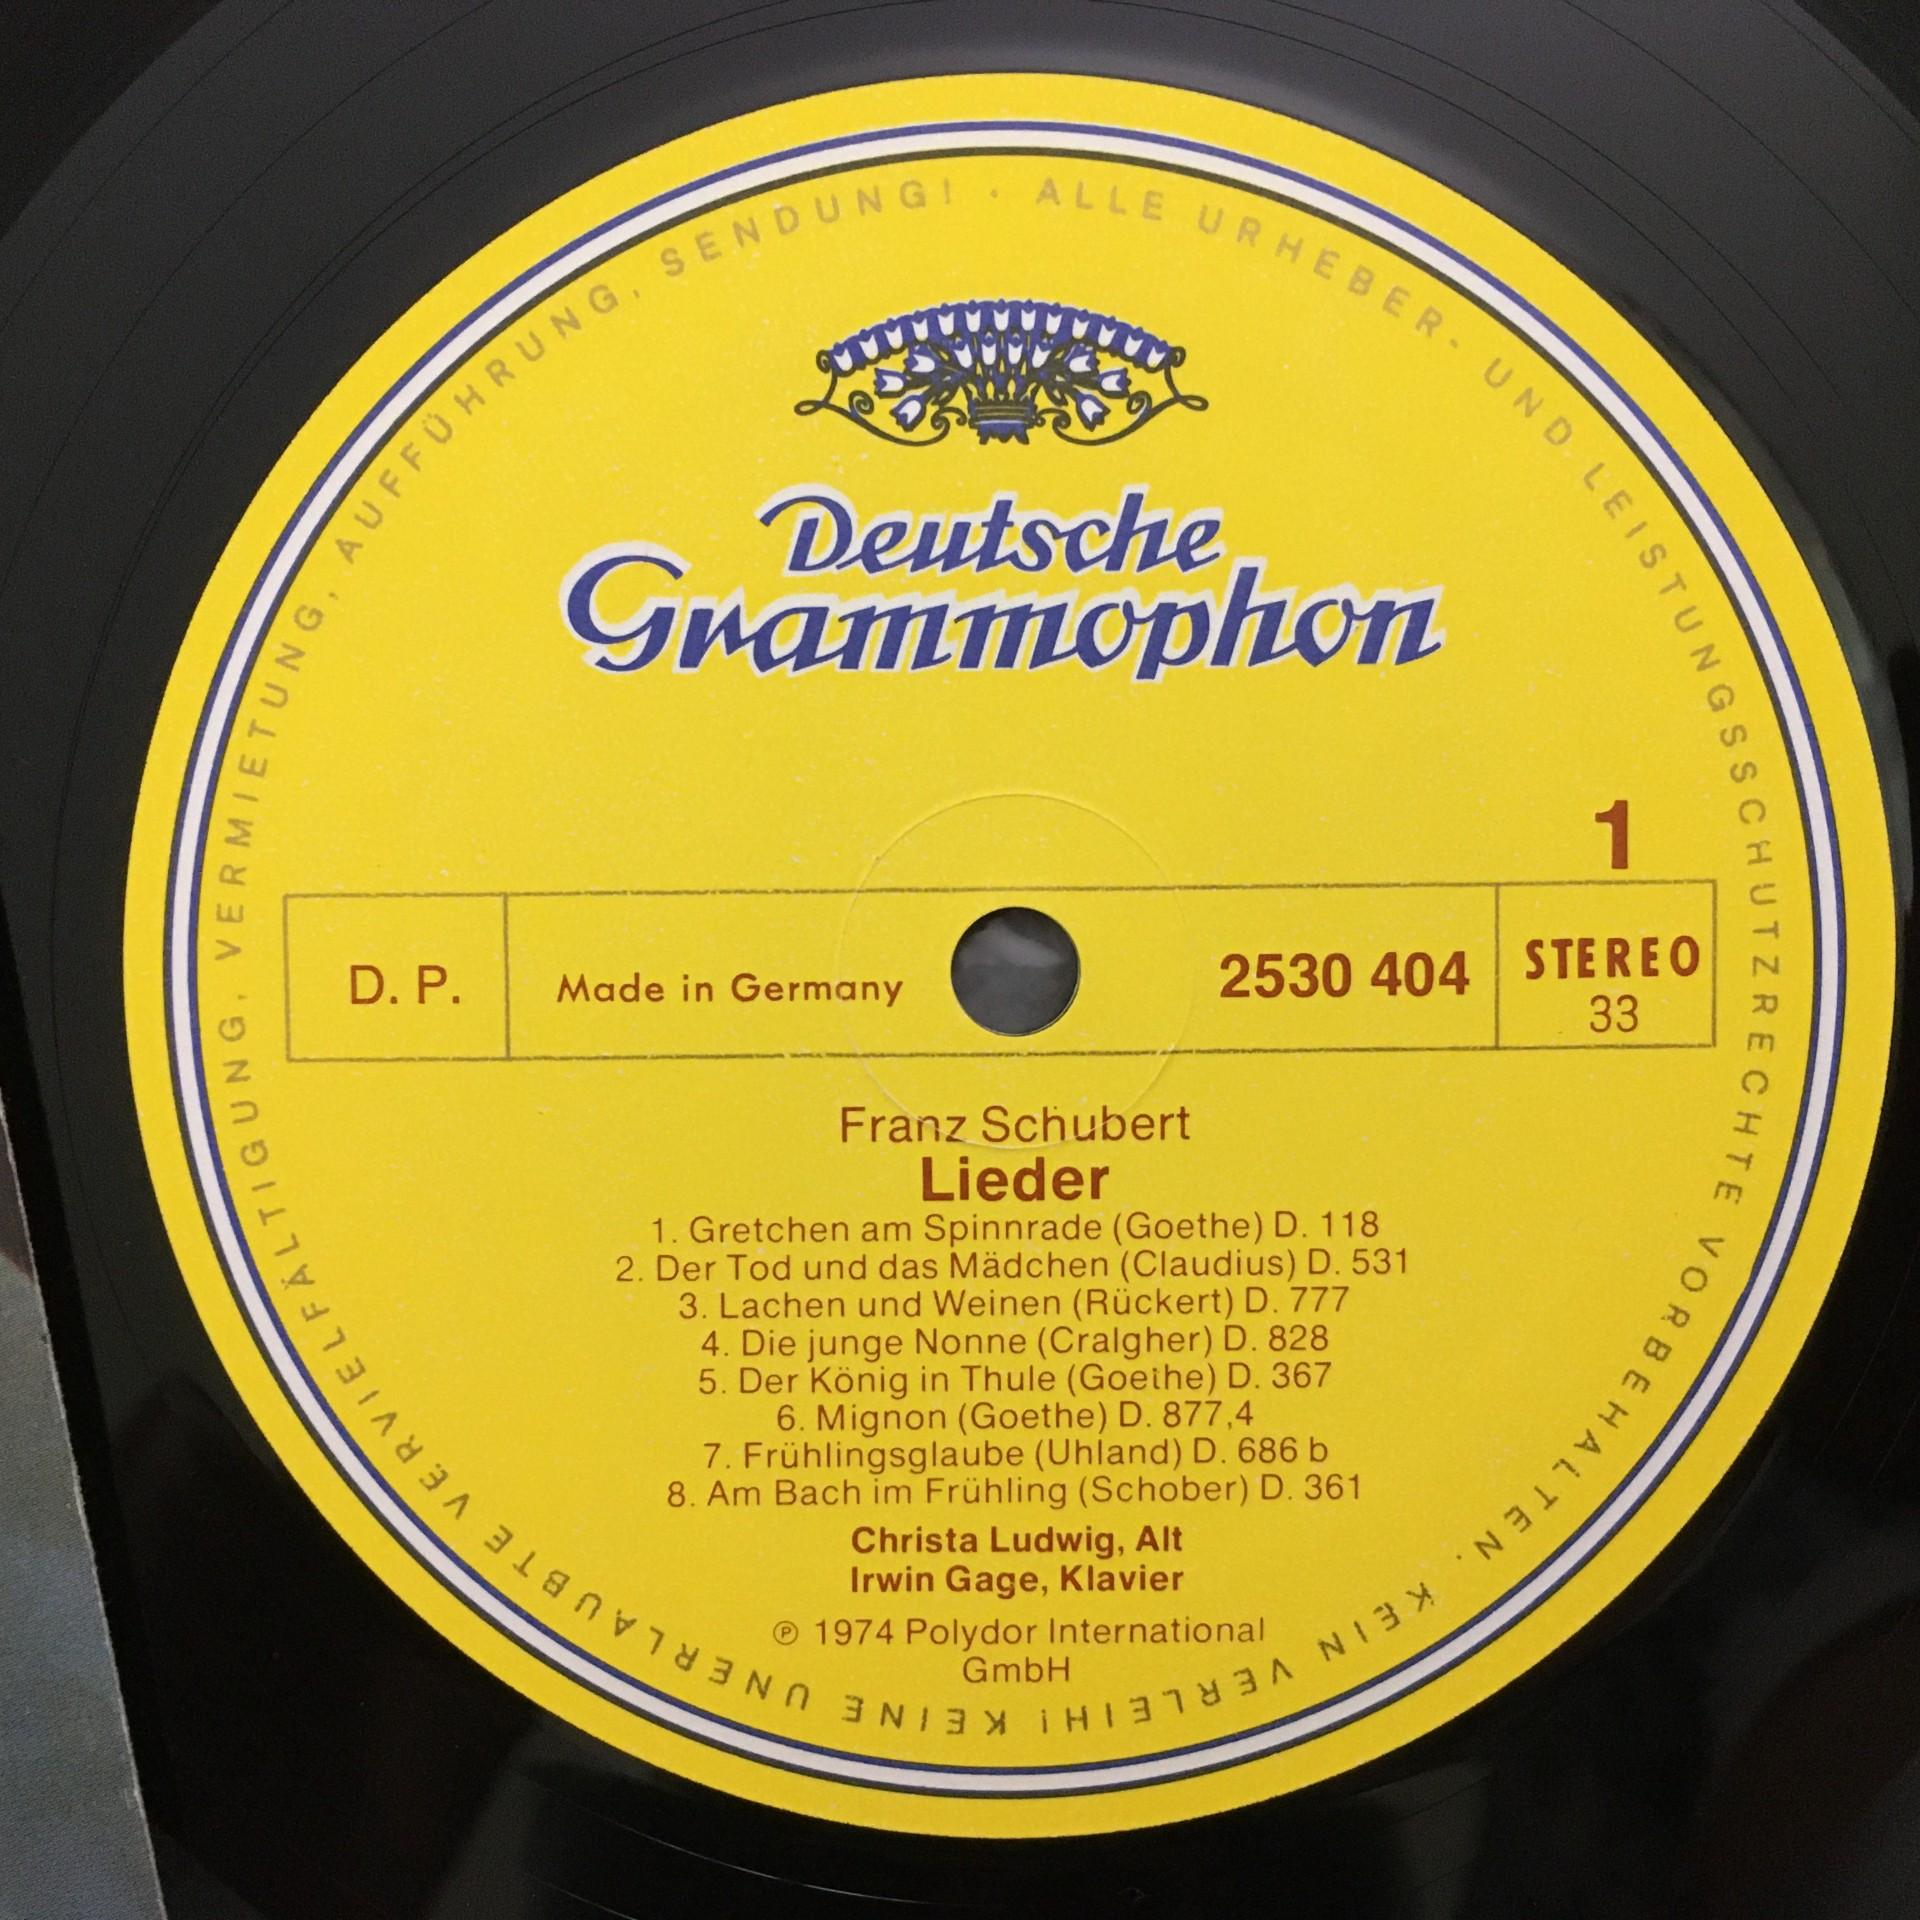 ALLE URHEBER- UND LEISTUNGSSCHUTZRECHTE VORBEHALTEN. KEIN VERLEIH! KEINE UNERLAUBTE VERVIELFÄLTIGUNG, VERMIETUNG, AUFFÜHRUNG, SENDUNG! ·
Deutsche
Grammophon
1
D. P.
Made in Germany
2530 404
STEREO
33
Franz Schubert
Lieder
1. Gretchen am Spinnrade (Goethe) D. 118
2. Der Tod und das Mädchen (Claudius) D. 531
3. Lachen und Weinen (Rückert) D. 777
4. Die junge Nonne (Cralgher) D. 828
5. Der König in Thule (Goethe) D. 367
6. Mignon (Goethe) D. 877,4
7. Frühlingsglaube (Uhland) D. 686 b
8. Am Bach im Frühling (Schober) D. 361
Christa Ludwig, Alt
Irwin Gage, Klavier
℗ 1974 Polydor International
GmbH